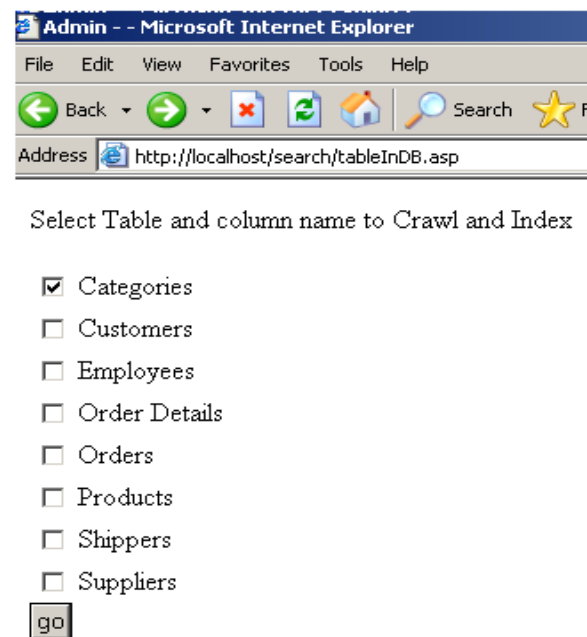 Admin - - Microsoft Internet Explorer
File Edit View Favorites Tools Help
Back Search
Address http://localhost/search/tableInDB.asp
Select Table and column name to Crawl and Index
Categories
Customers
Employees
Order Details
Orders
Products
Shippers
Suppliers
go